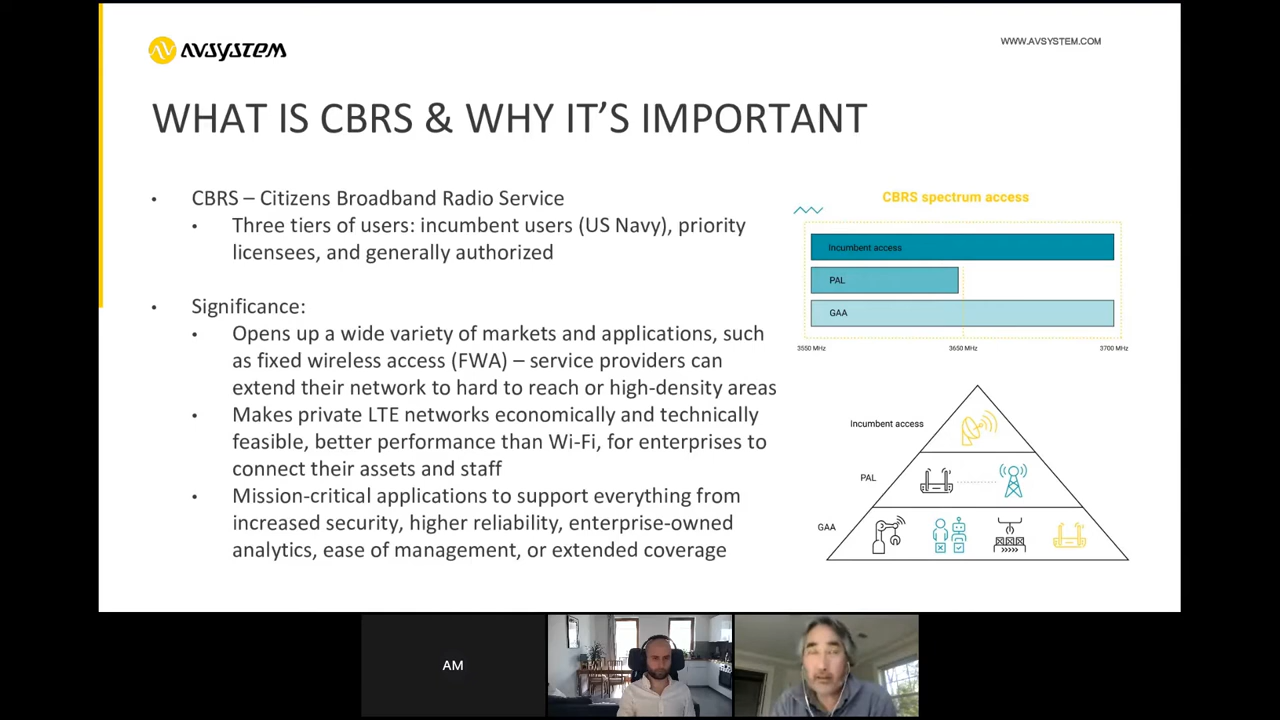 AVSYSTEM
WWW.AVSYSTEM.COM
WHAT IS CBRS & WHY IT’S IMPORTANT
• CBRS – Citizens Broadband Radio Service
• Three tiers of users: incumbent users (US Navy), priority
licensees, and generally authorized
• Significance:
• Opens up a wide variety of markets and applications, such
as fixed wireless access (FWA) – service providers can
extend their network to hard to reach or high-density areas
• Makes private LTE networks economically and technically
feasible, better performance than Wi-Fi, for enterprises to
connect their assets and staff
• Mission-critical applications to support everything from
increased security, higher reliability, enterprise-owned
analytics, ease of management, or extended coverage
CBRS spectrum access
Incumbent access
PAL
GAA
3550 MHz
3650 MHz
3700 MHz
Incumbent access
PAL
GAA
AM